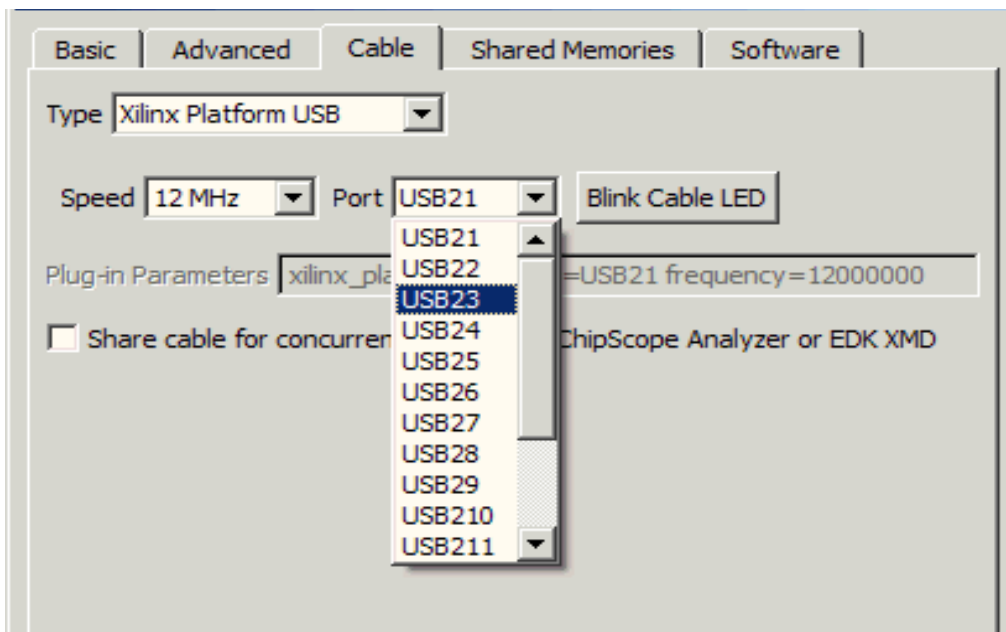 Basic Advanced Cable Shared Memories Software
Type Xilinx Platform USB
Speed 12 MHz Port USB21 Blink Cable LED
USB21
Plug-in Parameters xilinx_pla USB22 =USB21 frequency=12000000
USB23
Share cable for concurren USB24 ChipScope Analyzer or EDK XMD
USB25
USB26
USB27
USB28
USB29
USB210
USB211